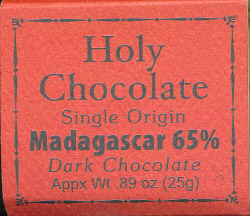 Holy
Chocolate
Single Origin
Madagascar 65%
Dark Chocolate
Appx Wt .89 oz (25g)